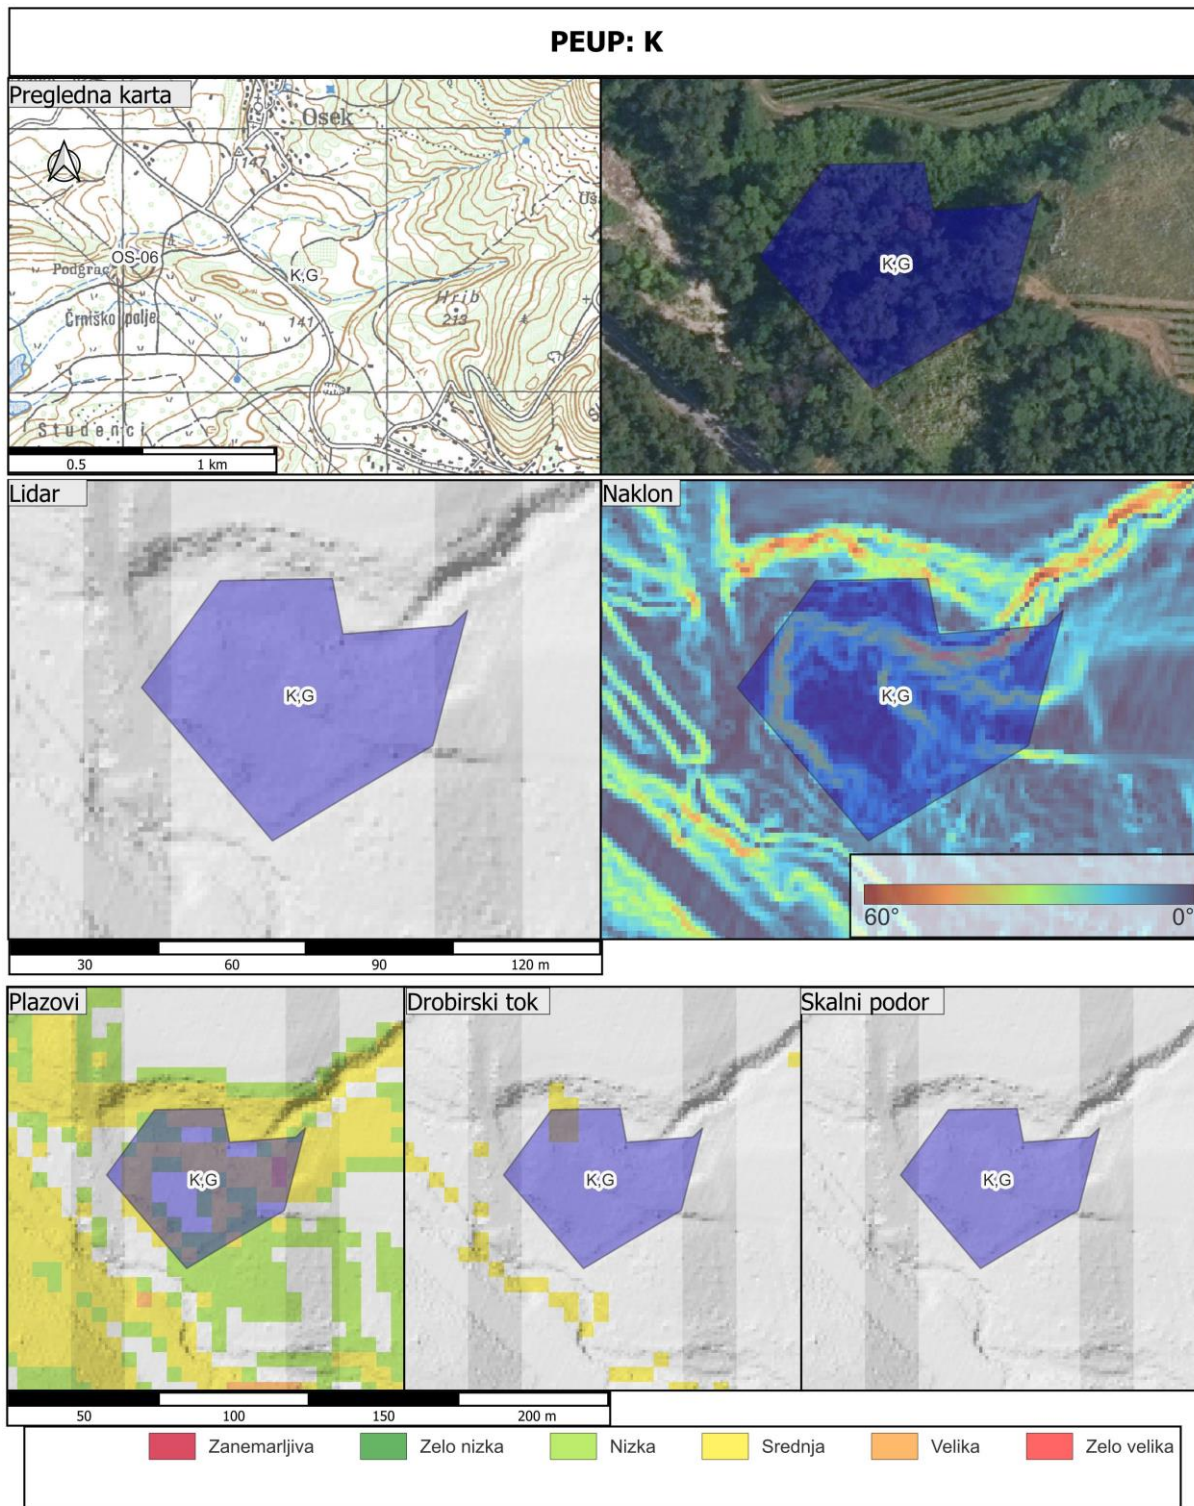 PEUP: K
Pregledna karta
Osek
147
OS-06
Podgrac
K,G
Črniško polje
141
Hrib
213
Studenci
0.5 1 km
K,G
Lidar
K,G
30 60 90 120 m
Naklon
K,G
60° 0°
Plazovi
K,G
Drobirski tok
K,G
Skalni podor
K,G
50 100 150 200 m
Zanemarljiva Zelo nizka Nizka Srednja Velika Zelo velika